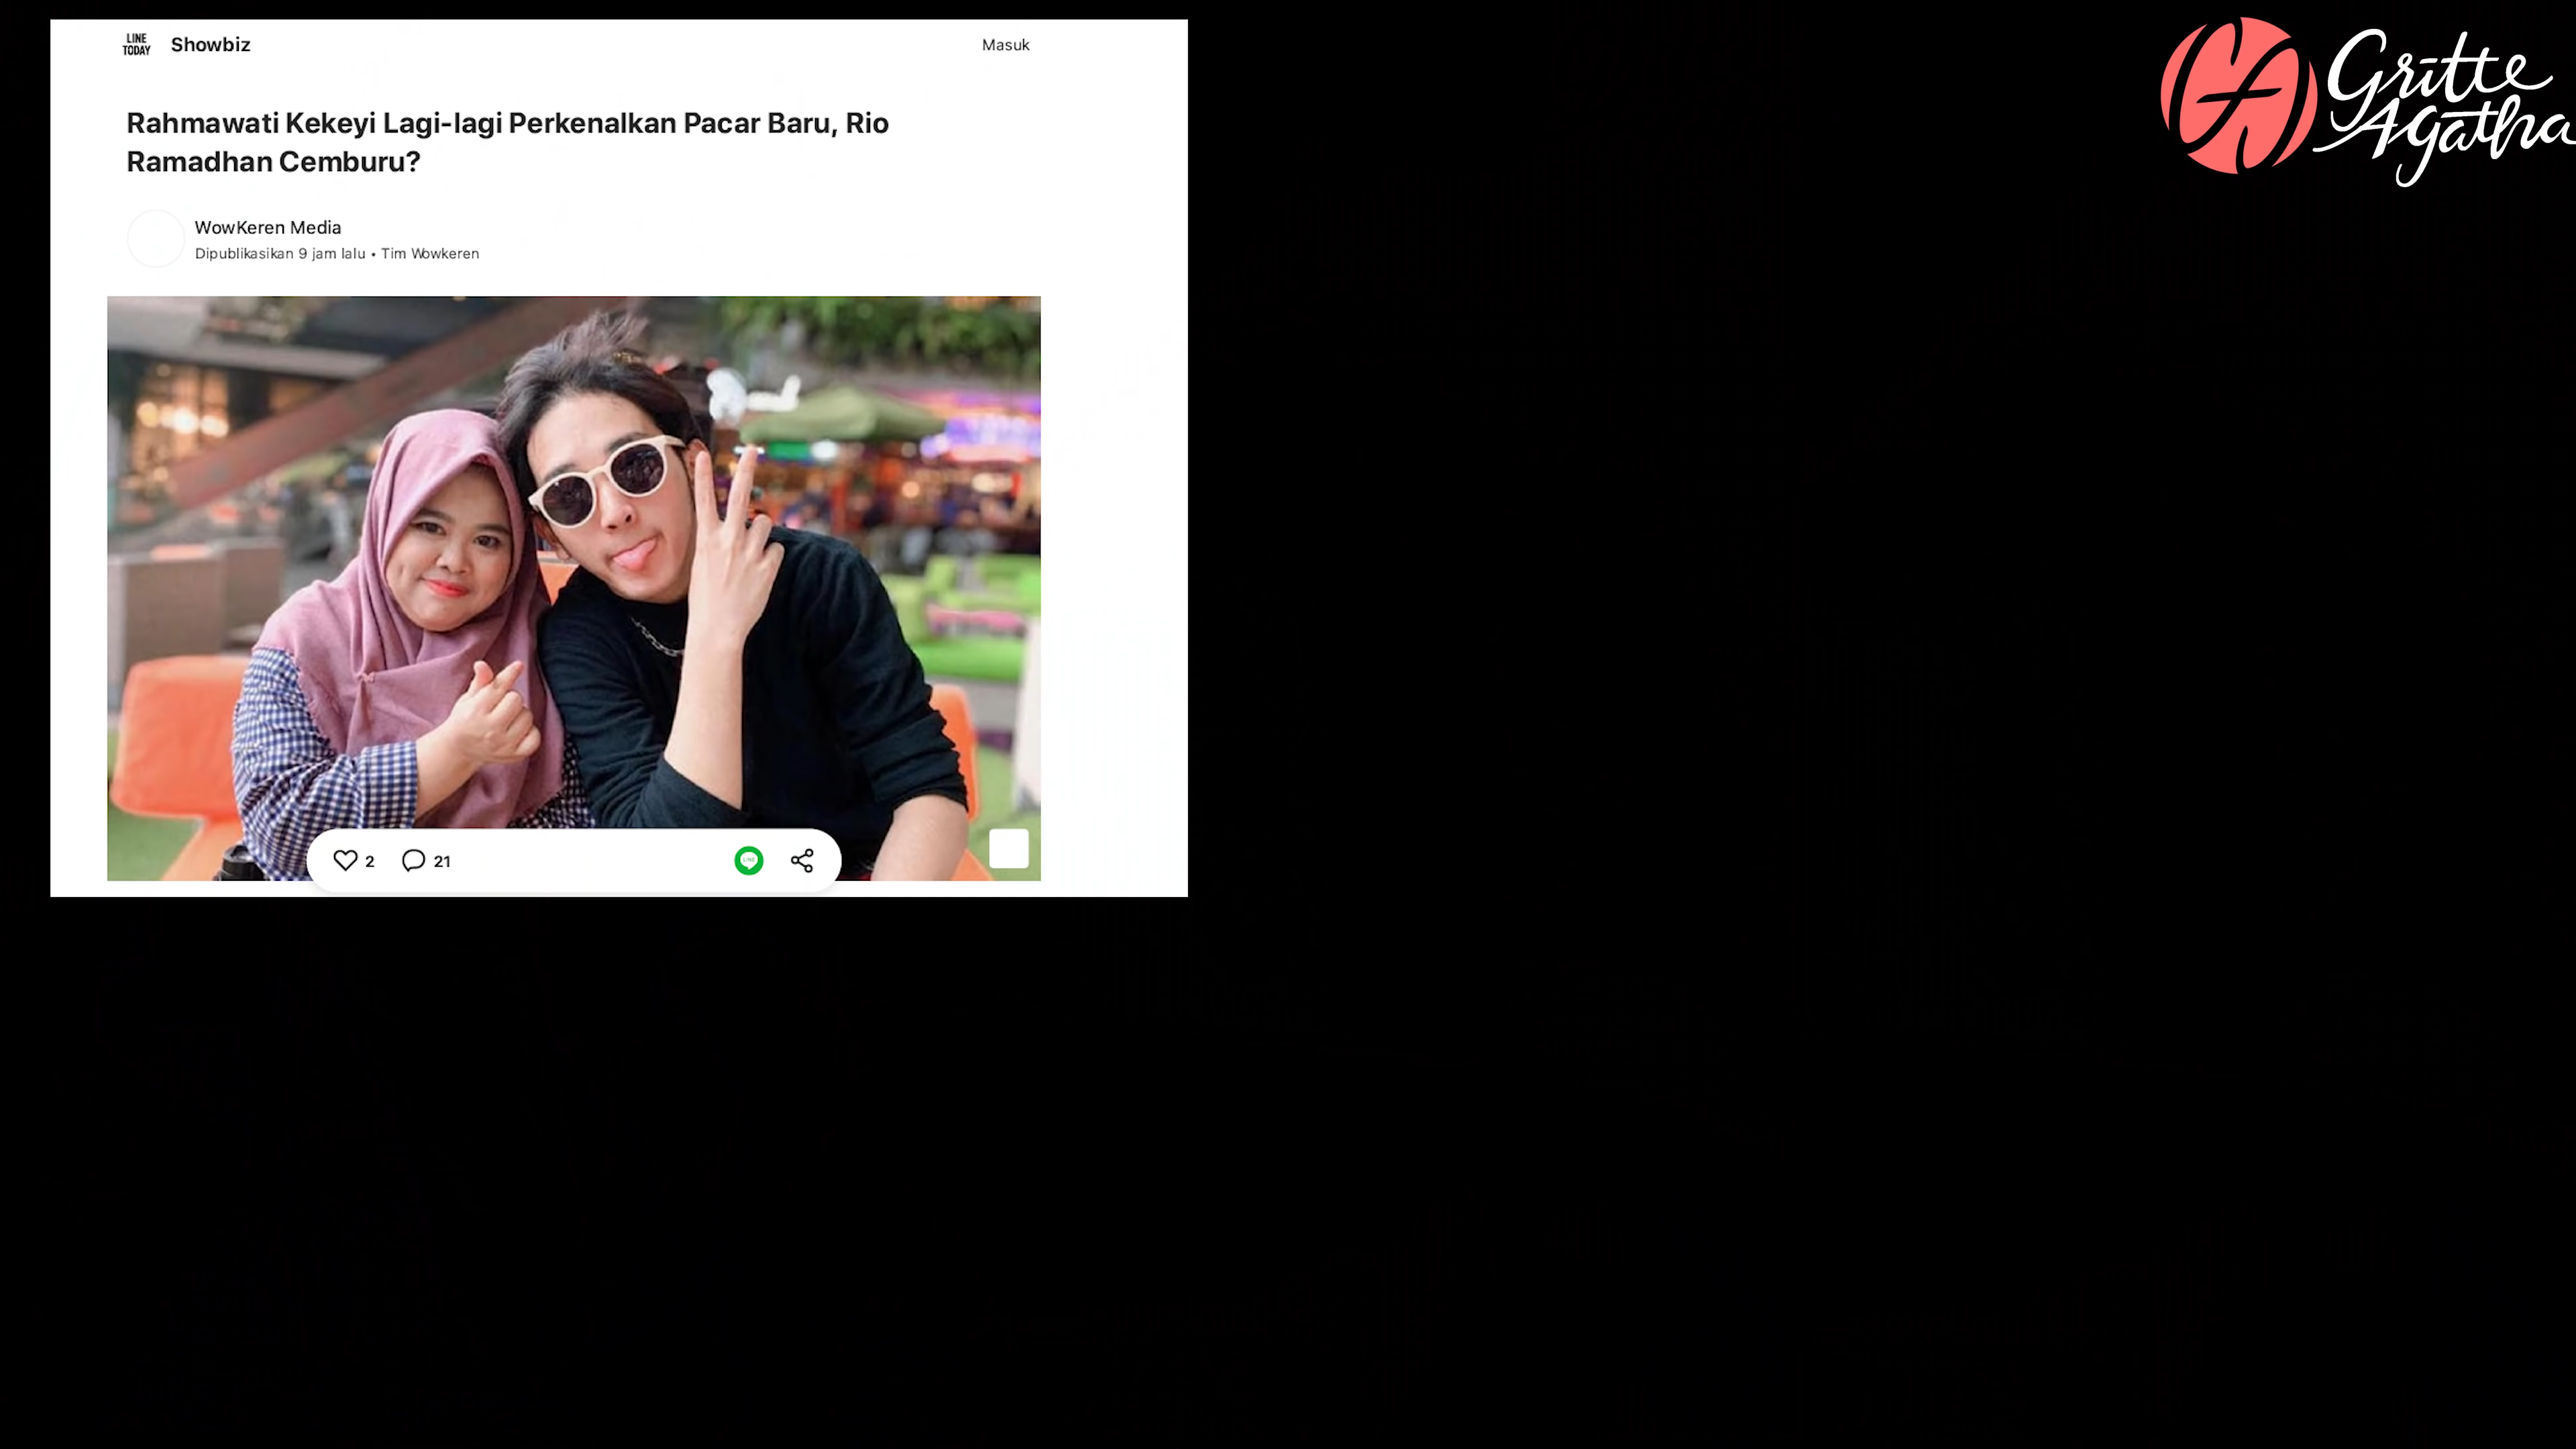 LINE
TODAY
Showbiz
Masuk
Rahmawati Kekeyi Lagi-lagi Perkenalkan Pacar Baru, Rio
Ramadhan Cemburu?
WowKeren Media
Dipublikasikan 9 jam lalu • Tim Wowkeren
2
21
LINE
Gritte
Agatha